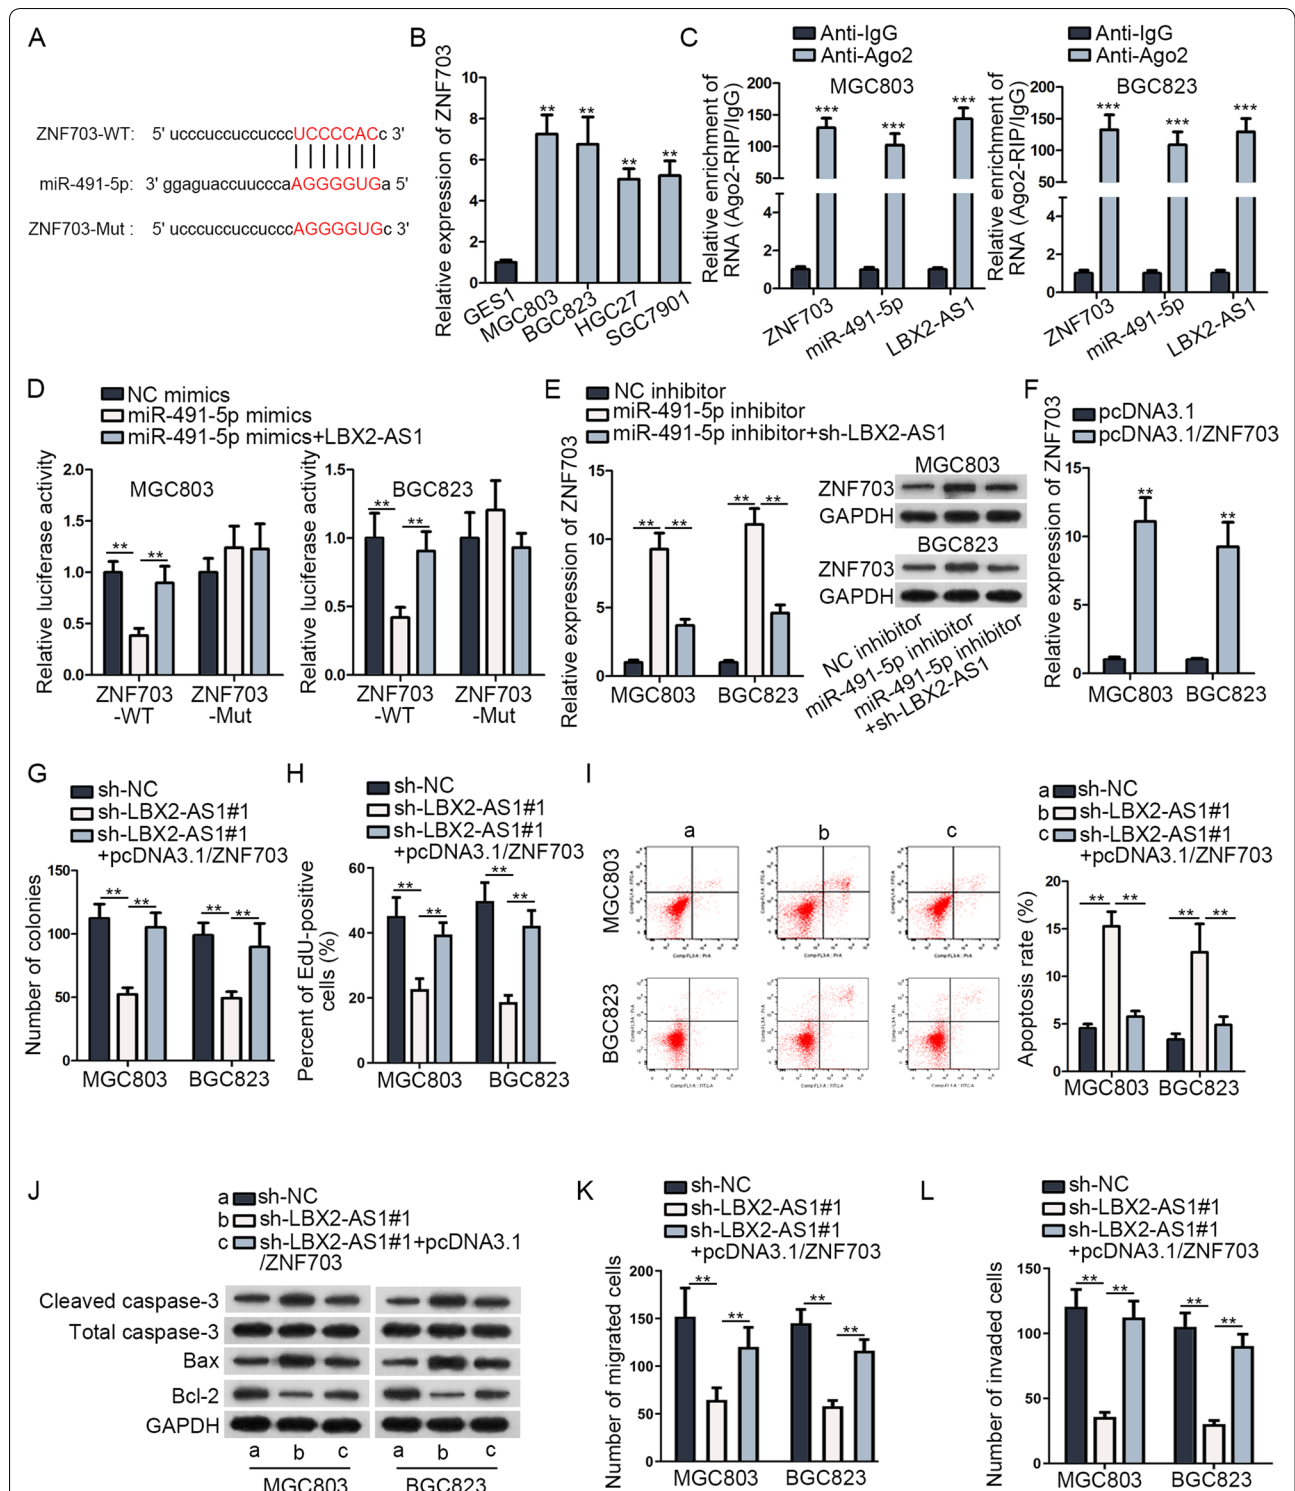 A
ZNF703-WT: 5' ucccuccuccucccUCCCCACc 3'
miR-491-5p: 3' ggaguaccuucccaAGGGGUGa 5'
ZNF703-Mut : 5' ucccuccuccucccAGGGGUGc 3'
B
Relative expression of ZNF703
10
8
6
4
2
0
** ** ** **
GES1 MGC803 BGC823 HGC27 SGC7901
C
Anti-IgG
Anti-Ago2
MGC803
Relative enrichment of
RNA (Ago2-RIP/IgG)
200
150
100
50
4
2
0
*** *** ***
ZNF703 miR-491-5p LBX2-AS1
Anti-IgG
Anti-Ago2
BGC823
Relative enrichment of
RNA (Ago2-RIP/IgG)
200
150
100
50
4
2
0
*** *** ***
ZNF703 miR-491-5p LBX2-AS1
D
NC mimics
miR-491-5p mimics
miR-491-5p mimics+LBX2-AS1
MGC803
Relative luciferase activity
2.0
1.5
1.0
0.5
0.0
** **
ZNF703 ZNF703
-WT -Mut
BGC823
Relative luciferase activity
1.5
1.0
0.5
0.0
** **
ZNF703 ZNF703
-WT -Mut
E
NC inhibitor
miR-491-5p inhibitor
miR-491-5p inhibitor+sh-LBX2-AS1
Relative expression of ZNF703
15
10
5
0
** ** ** **
MGC803 BGC823
MGC803
ZNF703
GAPDH
BGC823
ZNF703
GAPDH
NC inhibitor
miR-491-5p inhibitor
miR-491-5p inhibitor
+sh-LBX2-AS1
F
pcDNA3.1
pcDNA3.1/ZNF703
Relative expression of ZNF703
15
10
5
0
** **
MGC803 BGC823
G
sh-NC
sh-LBX2-AS1#1
sh-LBX2-AS1#1
+pcDNA3.1/ZNF703
Number of colonies
150
100
50
0
** ** ** **
MGC803 BGC823
H
sh-NC
sh-LBX2-AS1#1
sh-LBX2-AS1#1
+pcDNA3.1/ZNF703
Percent of EdU-positive
cells (%)
60
40
20
0
** ** ** **
MGC803 BGC823
I
a b c
MGC803
BGC823
a sh-NC
b sh-LBX2-AS1#1
c sh-LBX2-AS1#1
+pcDNA3.1/ZNF703
Apoptosis rate (%)
20
15
10
5
0
** ** ** **
MGC803 BGC823
J
a sh-NC
b sh-LBX2-AS1#1
c sh-LBX2-AS1#1+pcDNA3.1
/ZNF703
Cleaved caspase-3
Total caspase-3
Bax
Bcl-2
GAPDH
a b c a b c
MGC803 BGC823
K
sh-NC
sh-LBX2-AS1#1
sh-LBX2-AS1#1
+pcDNA3.1/ZNF703
Number of migrated cells
200
150
100
50
0
** ** ** **
MGC803 BGC823
L
sh-NC
sh-LBX2-AS1#1
sh-LBX2-AS1#1
+pcDNA3.1/ZNF703
Number of invaded cells
150
100
50
0
** ** ** **
MGC803 BGC823